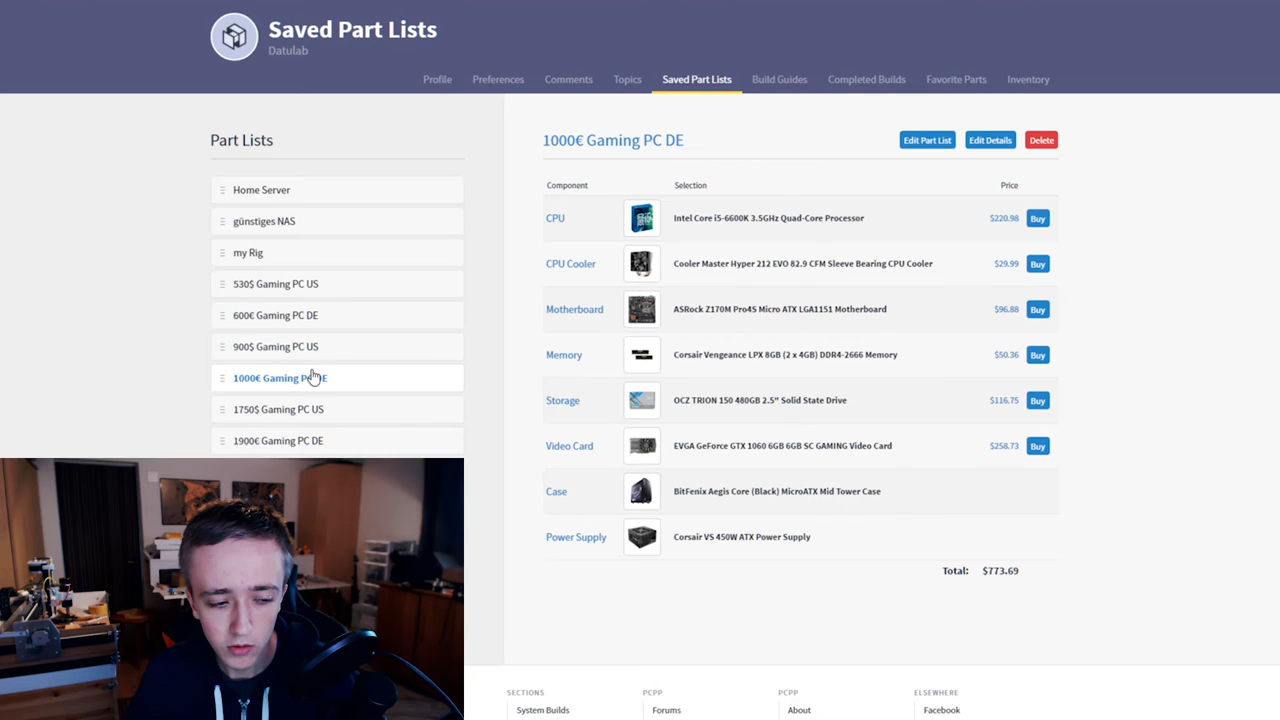 Saved Part Lists
Datulab
Profile Preferences Comments Topics Saved Part Lists Build Guides Completed Builds Favorite Parts Inventory
Part Lists
Home Server
günstiges NAS
my Rig
530$ Gaming PC US
600€ Gaming PC DE
900$ Gaming PC US
1000€ Gaming PC DE
1750$ Gaming PC US
1900€ Gaming PC DE
1000€ Gaming PC DE
Edit Part List Edit Details Delete
Component Selection Price
CPU Intel Core i5-6600K 3.5GHz Quad-Core Processor $220.98 Buy
CPU Cooler Cooler Master Hyper 212 EVO 82.9 CFM Sleeve Bearing CPU Cooler $29.99 Buy
Motherboard ASRock Z170M Pro4S Micro ATX LGA1151 Motherboard $96.88 Buy
Memory Corsair Vengeance LPX 8GB (2 x 4GB) DDR4-2666 Memory $50.36 Buy
Storage OCZ TRION 150 480GB 2.5" Solid State Drive $116.75 Buy
Video Card EVGA GeForce GTX 1060 6GB 6GB SC GAMING Video Card $258.73 Buy
Case BitFenix Aegis Core (Black) MicroATX Mid Tower Case
Power Supply Corsair VS 450W ATX Power Supply
Total: $773.69
SECTIONS PCPP PCPP ELSEWHERE
System Builds Forums About Facebook